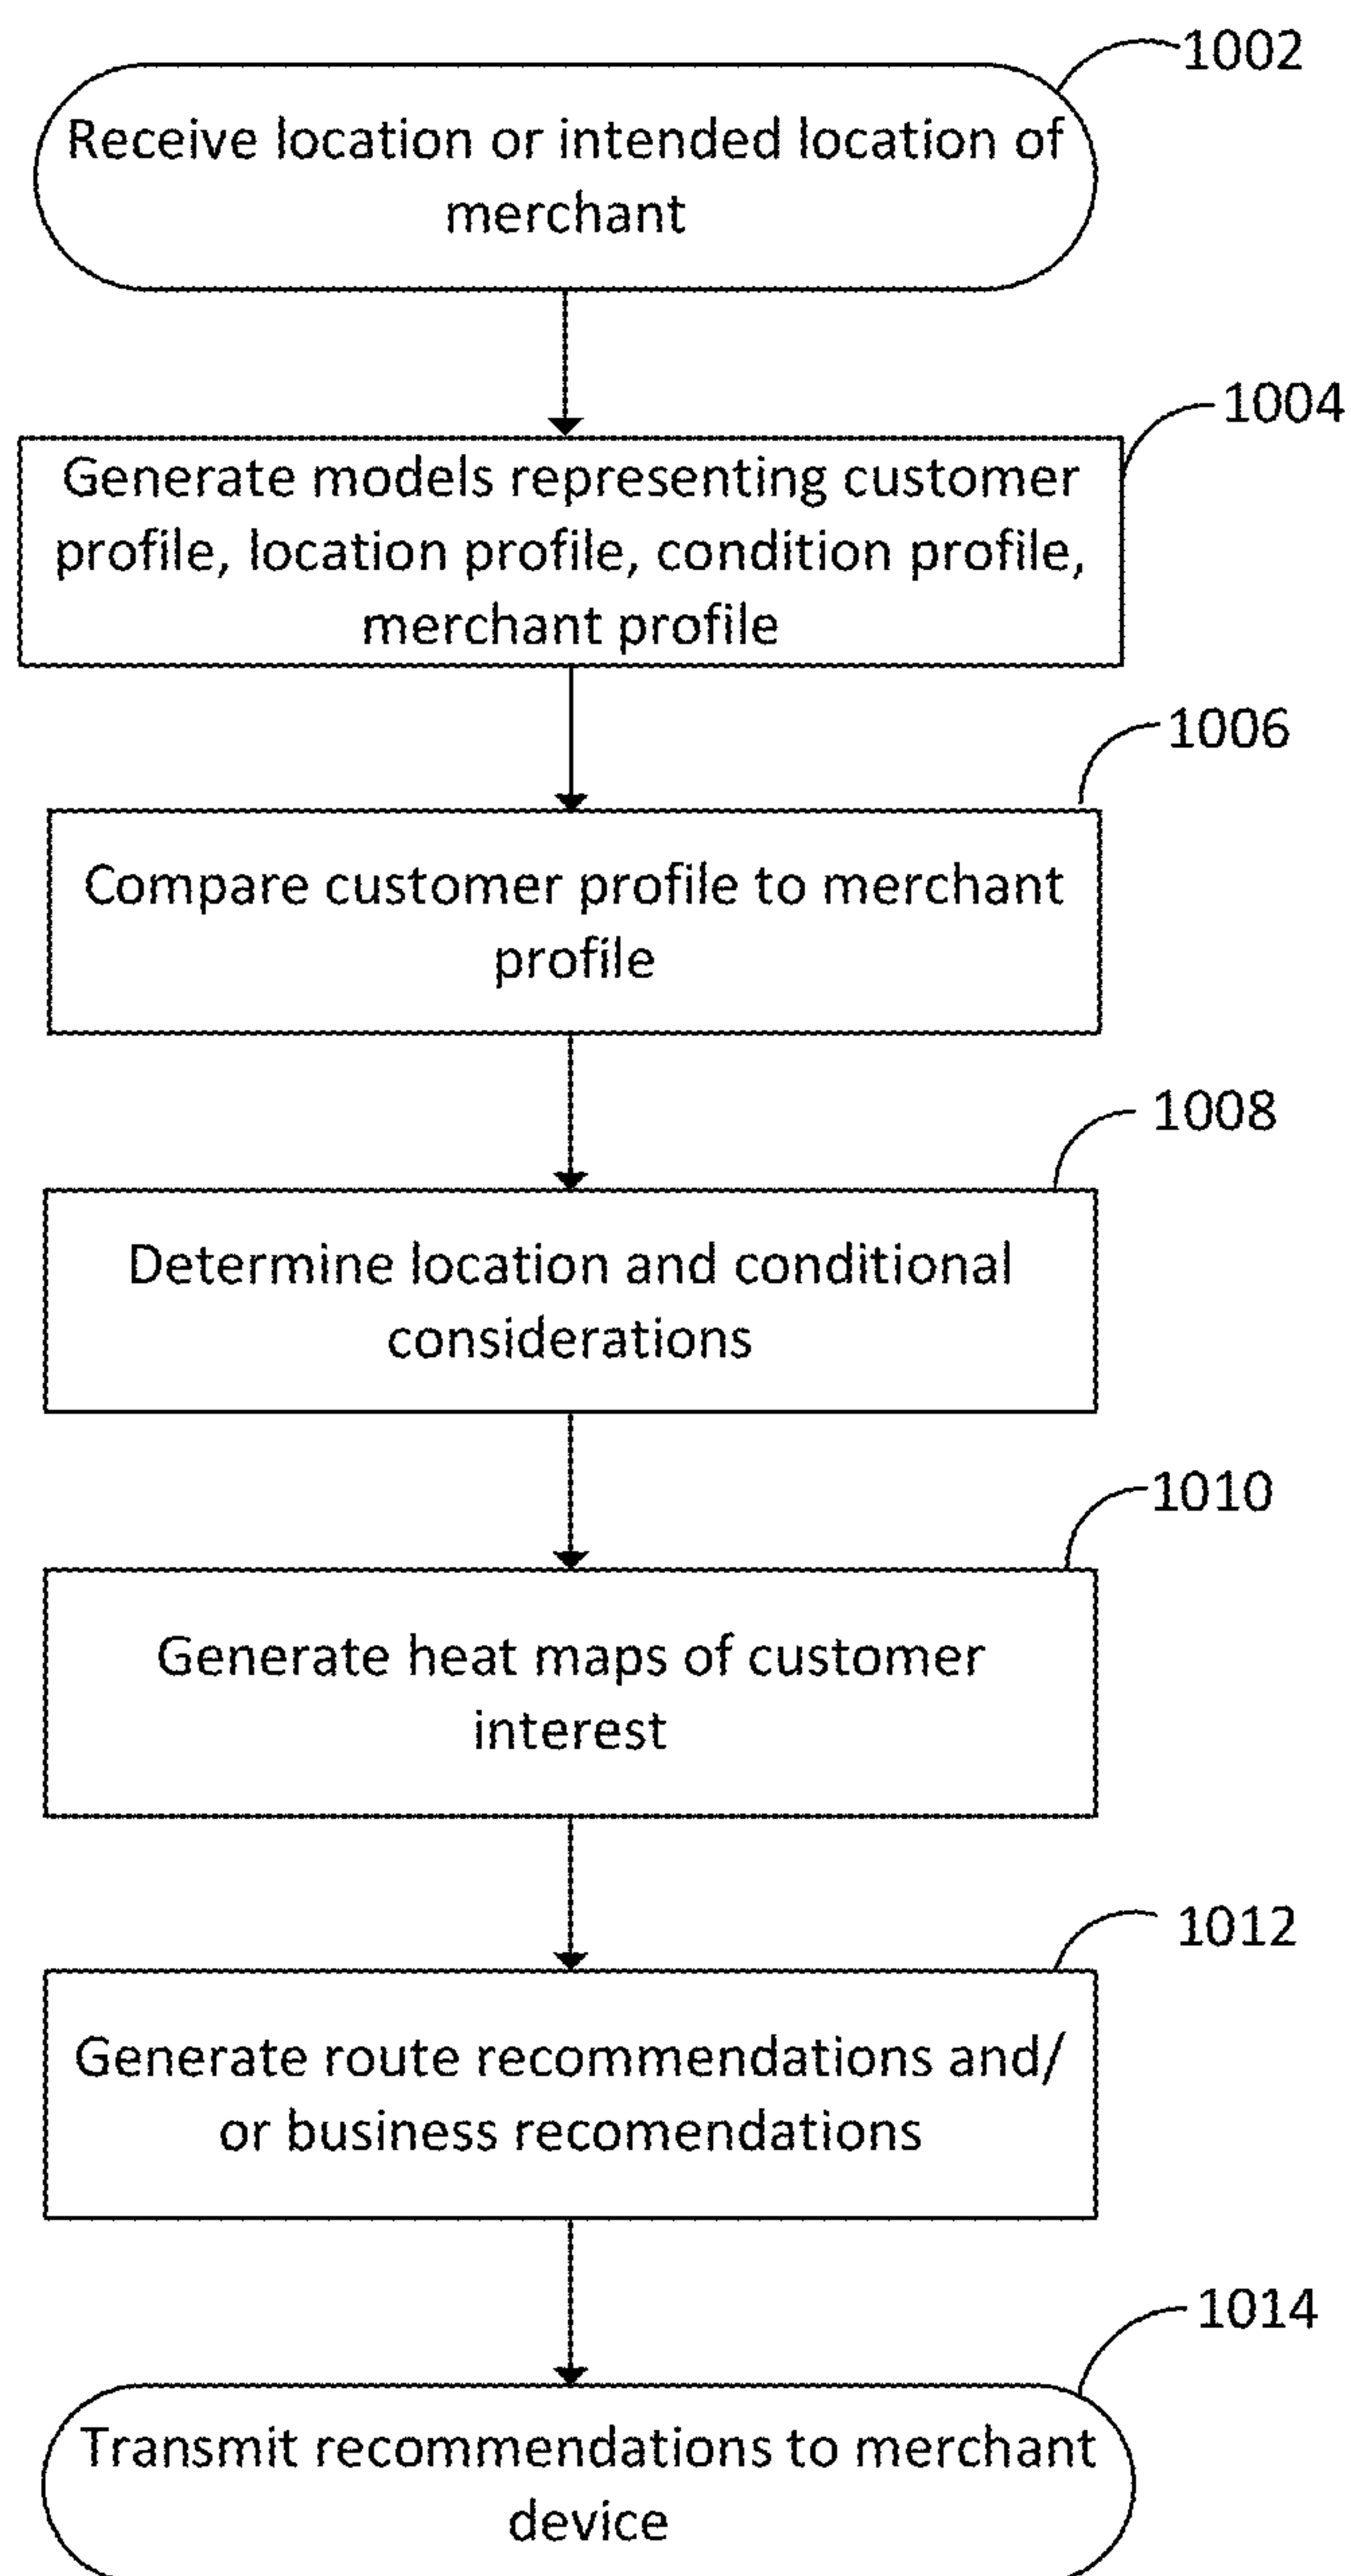 1002
Receive location or intended location of
merchant
1004
Generate models representing customer
profile, location profile, condition profile,
merchant profile
1006
Compare customer profile to merchant
profile
1008
Determine location and conditional
considerations
1010
Generate heat maps of customer
interest
1012
Generate route recommendations and/
or business recomendations
1014
Transmit recommendations to merchant
device